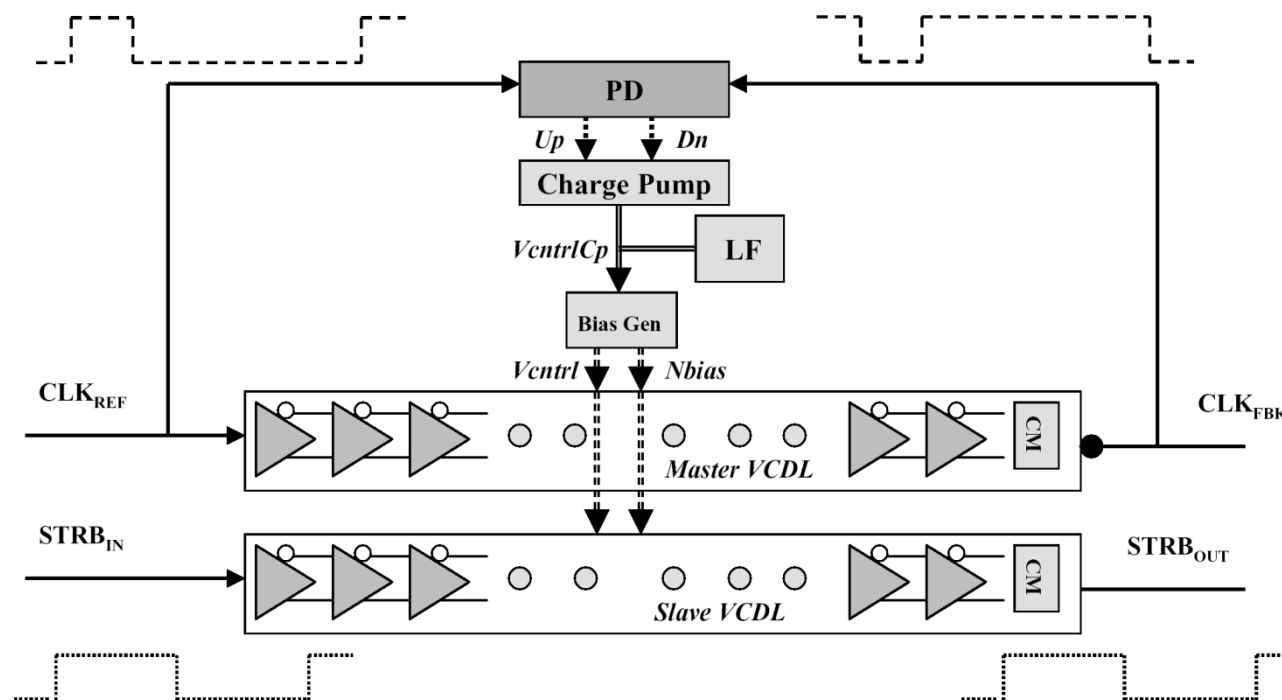 PD
Up Dn
Charge Pump
VcntrlCp
LF
Bias Gen
Vcntrl Nbias
CLKREF
CLKFBK
CM
Master VCDL
STRBIN
STRBOUT
CM
Slave VCDL